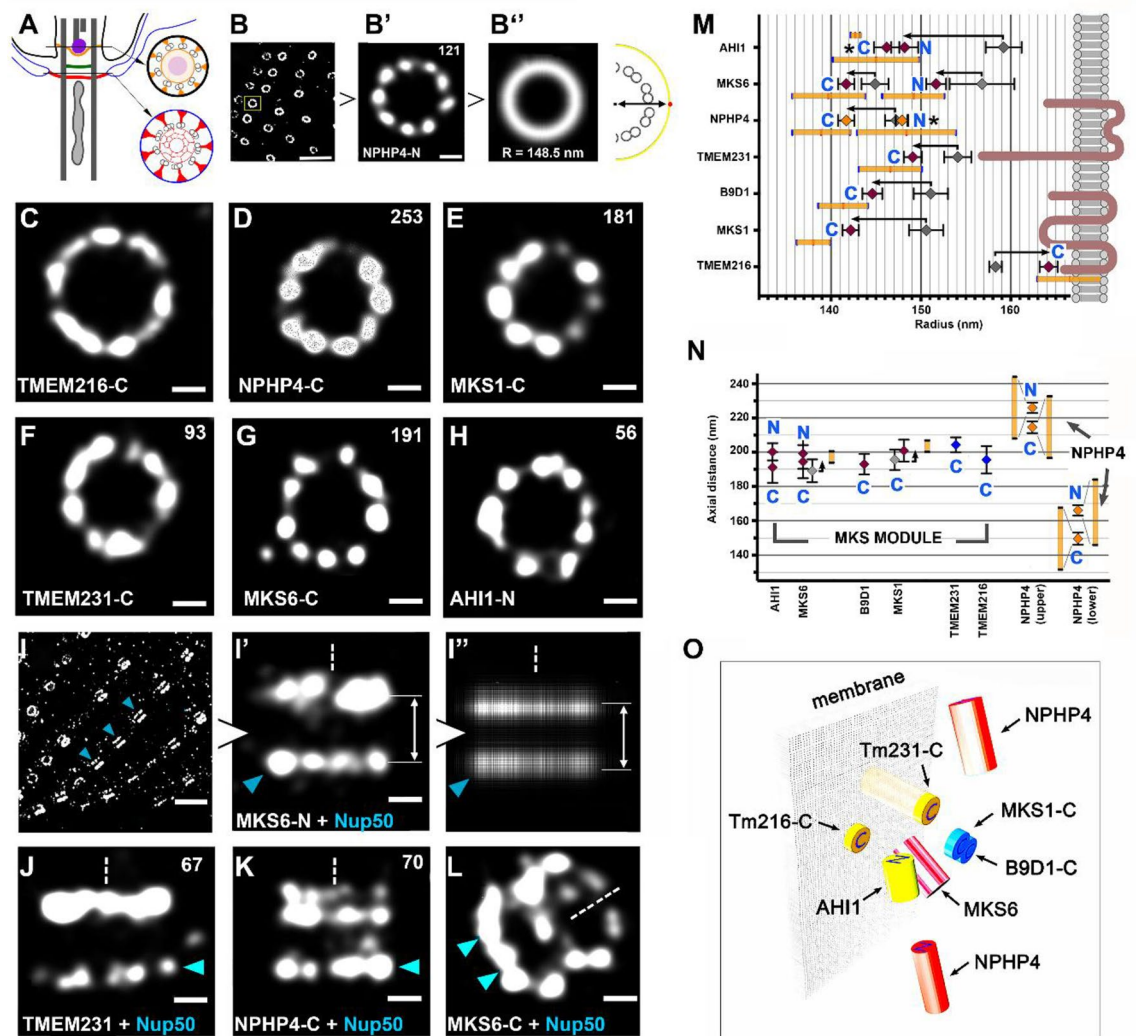 A
B
B'
121
NPHP4-N
B''
R = 148.5 nm
C
TMEM216-C
D
253
NPHP4-C
E
181
MKS1-C
F
93
TMEM231-C
G
191
MKS6-C
H
56
AHI1-N
I
I'
MKS6-N + Nup50
I''
J
67
TMEM231 + Nup50
K
70
NPHP4-C + Nup50
L
MKS6-C + Nup50
M
AHI1
* C N
MKS6
C N
NPHP4
C N *
TMEM231
C
B9D1
C
MKS1
C
TMEM216
C
140 150 160
Radius (nm)
N
Axial distance (nm)
240
220
200
180
160
140
N N
C C C C C C
N
C
NPHP4
N
C
MKS MODULE
AHI1
MKS6
B9D1
MKS1
TMEM231
TMEM216
NPHP4
(upper)
NPHP4
(lower)
O
membrane
NPHP4
Tm231-C
C
Tm216-C
C
MKS1-C
B9D1-C
AHI1
MKS6
NPHP4